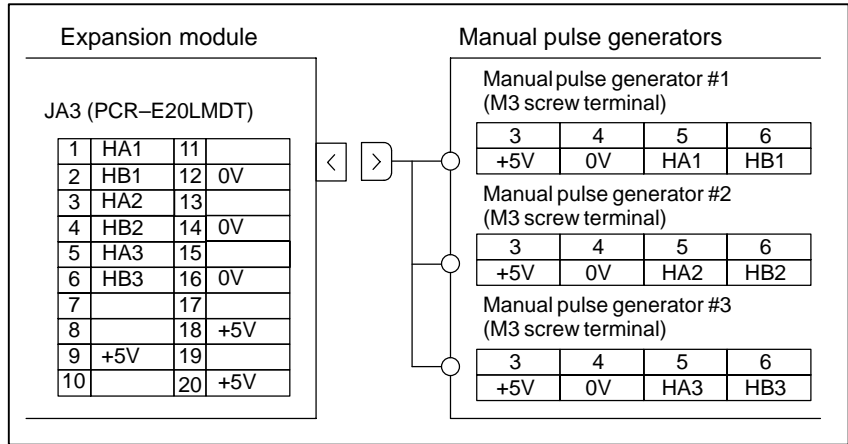 Expansion module
JA3 (PCR–E20LMDT)
1 HA1 11
2 HB1 12 0V
3 HA2 13
4 HB2 14 0V
5 HA3 15
6 HB3 16 0V
7 17
8 18 +5V
9 +5V 19
10 20 +5V
< >
Manual pulse generators
Manual pulse generator #1
(M3 screw terminal)
3 4 5 6
+5V 0V HA1 HB1
Manual pulse generator #2
(M3 screw terminal)
3 4 5 6
+5V 0V HA2 HB2
Manual pulse generator #3
(M3 screw terminal)
3 4 5 6
+5V 0V HA3 HB3